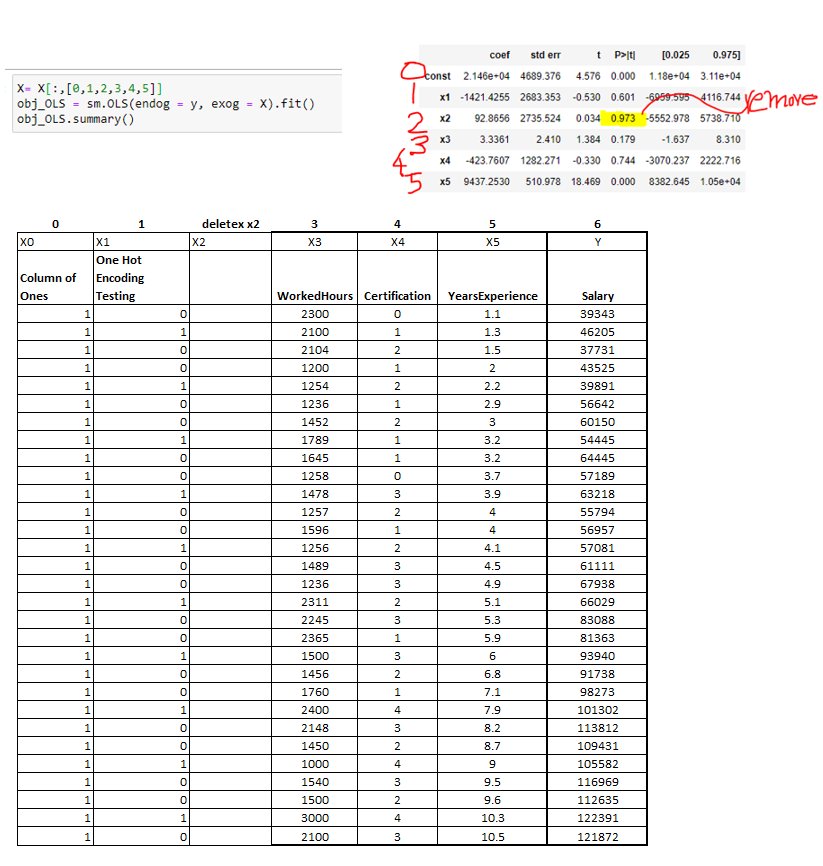 X= X[:,[0,1,2,3,4,5]]
obj_OLS = sm.OLS(endog = y, exog = X).fit()
obj_OLS.summary()
coef std err t P>|t| [0.025 0.975]
0 const 2.146e+04 4689.376 4.576 0.000 1.18e+04 3.11e+04
1 x1 -1421.4255 2683.353 -0.530 0.601 -6959.595 4116.744 remove
2 x2 92.8656 2735.524 0.034 0.973 -5552.978 5738.710
3 x3 3.3361 2.410 1.384 0.179 -1.637 8.310
4 x4 -423.7607 1282.271 -0.330 0.744 -3070.237 2222.716
5 x5 9437.2530 510.978 18.469 0.000 8382.645 1.05e+04
0 1 deletex x2 3 4 5 6
X0 X1 X2 X3 X4 X5 Y
Column of Ones One Hot Encoding Testing WorkedHours Certification YearsExperience Salary
1 0 2300 0 1.1 39343
1 1 2100 1 1.3 46205
1 0 2104 2 1.5 37731
1 0 1200 1 2 43525
1 1 1254 2 2.2 39891
1 0 1236 1 2.9 56642
1 0 1452 2 3 60150
1 1 1789 1 3.2 54445
1 0 1645 1 3.2 64445
1 0 1258 0 3.7 57189
1 1 1478 3 3.9 63218
1 0 1257 2 4 55794
1 0 1596 1 4 56957
1 1 1256 2 4.1 57081
1 0 1489 3 4.5 61111
1 0 1236 3 4.9 67938
1 1 2311 2 5.1 66029
1 0 2245 3 5.3 83088
1 0 2365 1 5.9 81363
1 1 1500 3 6 93940
1 0 1456 2 6.8 91738
1 0 1760 1 7.1 98273
1 1 2400 4 7.9 101302
1 0 2148 3 8.2 113812
1 0 1450 2 8.7 109431
1 1 1000 4 9 105582
1 0 1540 3 9.5 116969
1 0 1500 2 9.6 112635
1 1 3000 4 10.3 122391
1 0 2100 3 10.5 121872